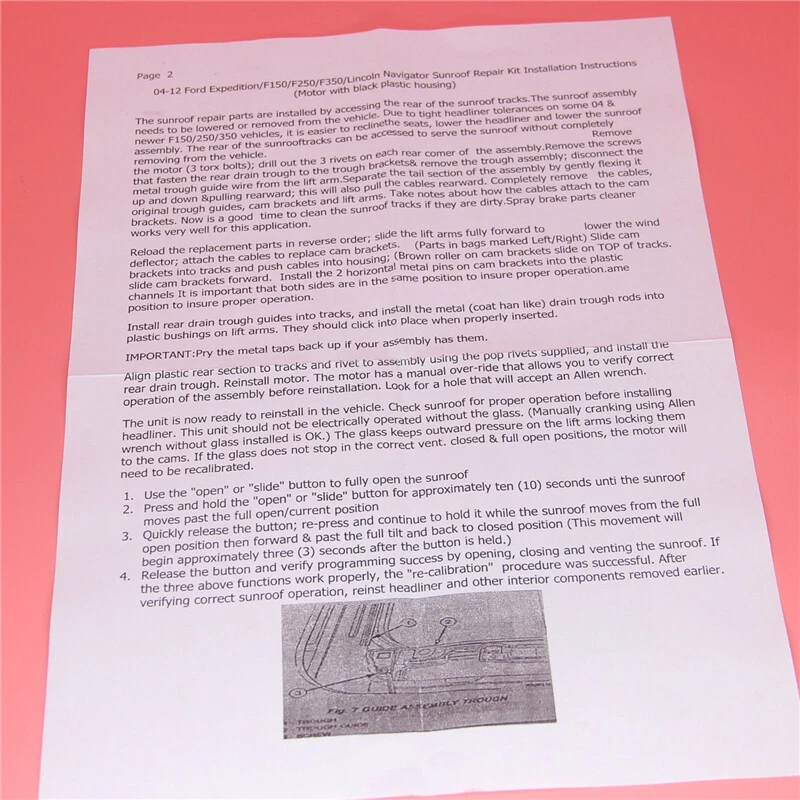 Page 2
04-12 Ford Expedition/F150/F250/F350/Lincoln Navigator Sunroof Repair Kit Installation Instructions
(Motor with black plastic housing)
The sunroof repair parts are installed by accessing the rear of the sunroof tracks.The sunroof assembly
needs to be lowered or removed from the vehicle. Due to tight headliner tolerances on some 04 &
newer F150/250/350 vehicles, it is easier to reclinethe seats, lower the headliner and lower the sunroof
assembly. The rear of the sunrooftracks can be accessed to serve the sunroof without completely
removing from the vehicle. Remove
the motor (3 torx bolts); drill out the 3 rivets on each rear corner of the assembly.Remove the screws
that fasten the rear drain trough to the trough brackets& remove the trough assembly; disconnect the
metal trough guide wire from the lift arm.Separate the tail section of the assembly by gently flexing it
up and down &pulling rearward; this will also pull the cables rearward. Completely remove the cables,
original trough guides, cam brackets and lift arms. Take notes about how the cables attach to the cam
brackets. Now is a good time to clean the sunroof tracks if they are dirty.Spray brake parts cleaner
works very well for this application.
Reload the replacement parts in reverse order; slide the lift arms fully forward to lower the wind
deflector; attach the cables to replace cam brackets. (Parts in bags marked Left/Right) Slide cam
brackets into tracks and push cables into housing; (Brown roller on cam brackets slide on TOP of tracks.
slide cam brackets forward. Install the 2 horizontal metal pins on cam brackets into the plastic
channels It is important that both sides are in the same position to insure proper operation.ame
position to insure proper operation.
Install rear drain trough guides into tracks, and install the metal (coat han like) drain trough rods into
plastic bushings on lift arms. They should click into place when properly inserted.
IMPORTANT:Pry the metal taps back up if your assembly has them.
Align plastic rear section to tracks and rivet to assembly using the pop rivets supplied, and install the
rear drain trough. Reinstall motor. The motor has a manual over-ride that allows you to verify correct
operation of the assembly before reinstallation. Look for a hole that will accept an Allen wrench.
The unit is now ready to reinstall in the vehicle. Check sunroof for proper operation before installing
headliner. This unit should not be electrically operated without the glass. (Manually cranking using Allen
wrench without glass installed is OK.) The glass keeps outward pressure on the lift arms locking them
to the cams. If the glass does not stop in the correct vent. closed & full open positions, the motor will
need to be recalibrated.
1. Use the "open" or "slide" button to fully open the sunroof
2. Press and hold the "open" or "slide" button for approximately ten (10) seconds unti the sunroof
moves past the full open/current position
3. Quickly release the button; re-press and continue to hold it while the sunroof moves from the full
open position then forward & past the full tilt and back to closed position (This movement will
begin approximately three (3) seconds after the button is held.)
4. Release the button and verify programming success by opening, closing and venting the sunroof. If
the three above functions work properly, the "re-calibration" procedure was successful. After
verifying correct sunroof operation, reinst headliner and other interior components removed earlier.
Fig. 7 GUIDE ASSEMBLY TROUGH
TROUGH
TROUGH GUIDE
SCREW